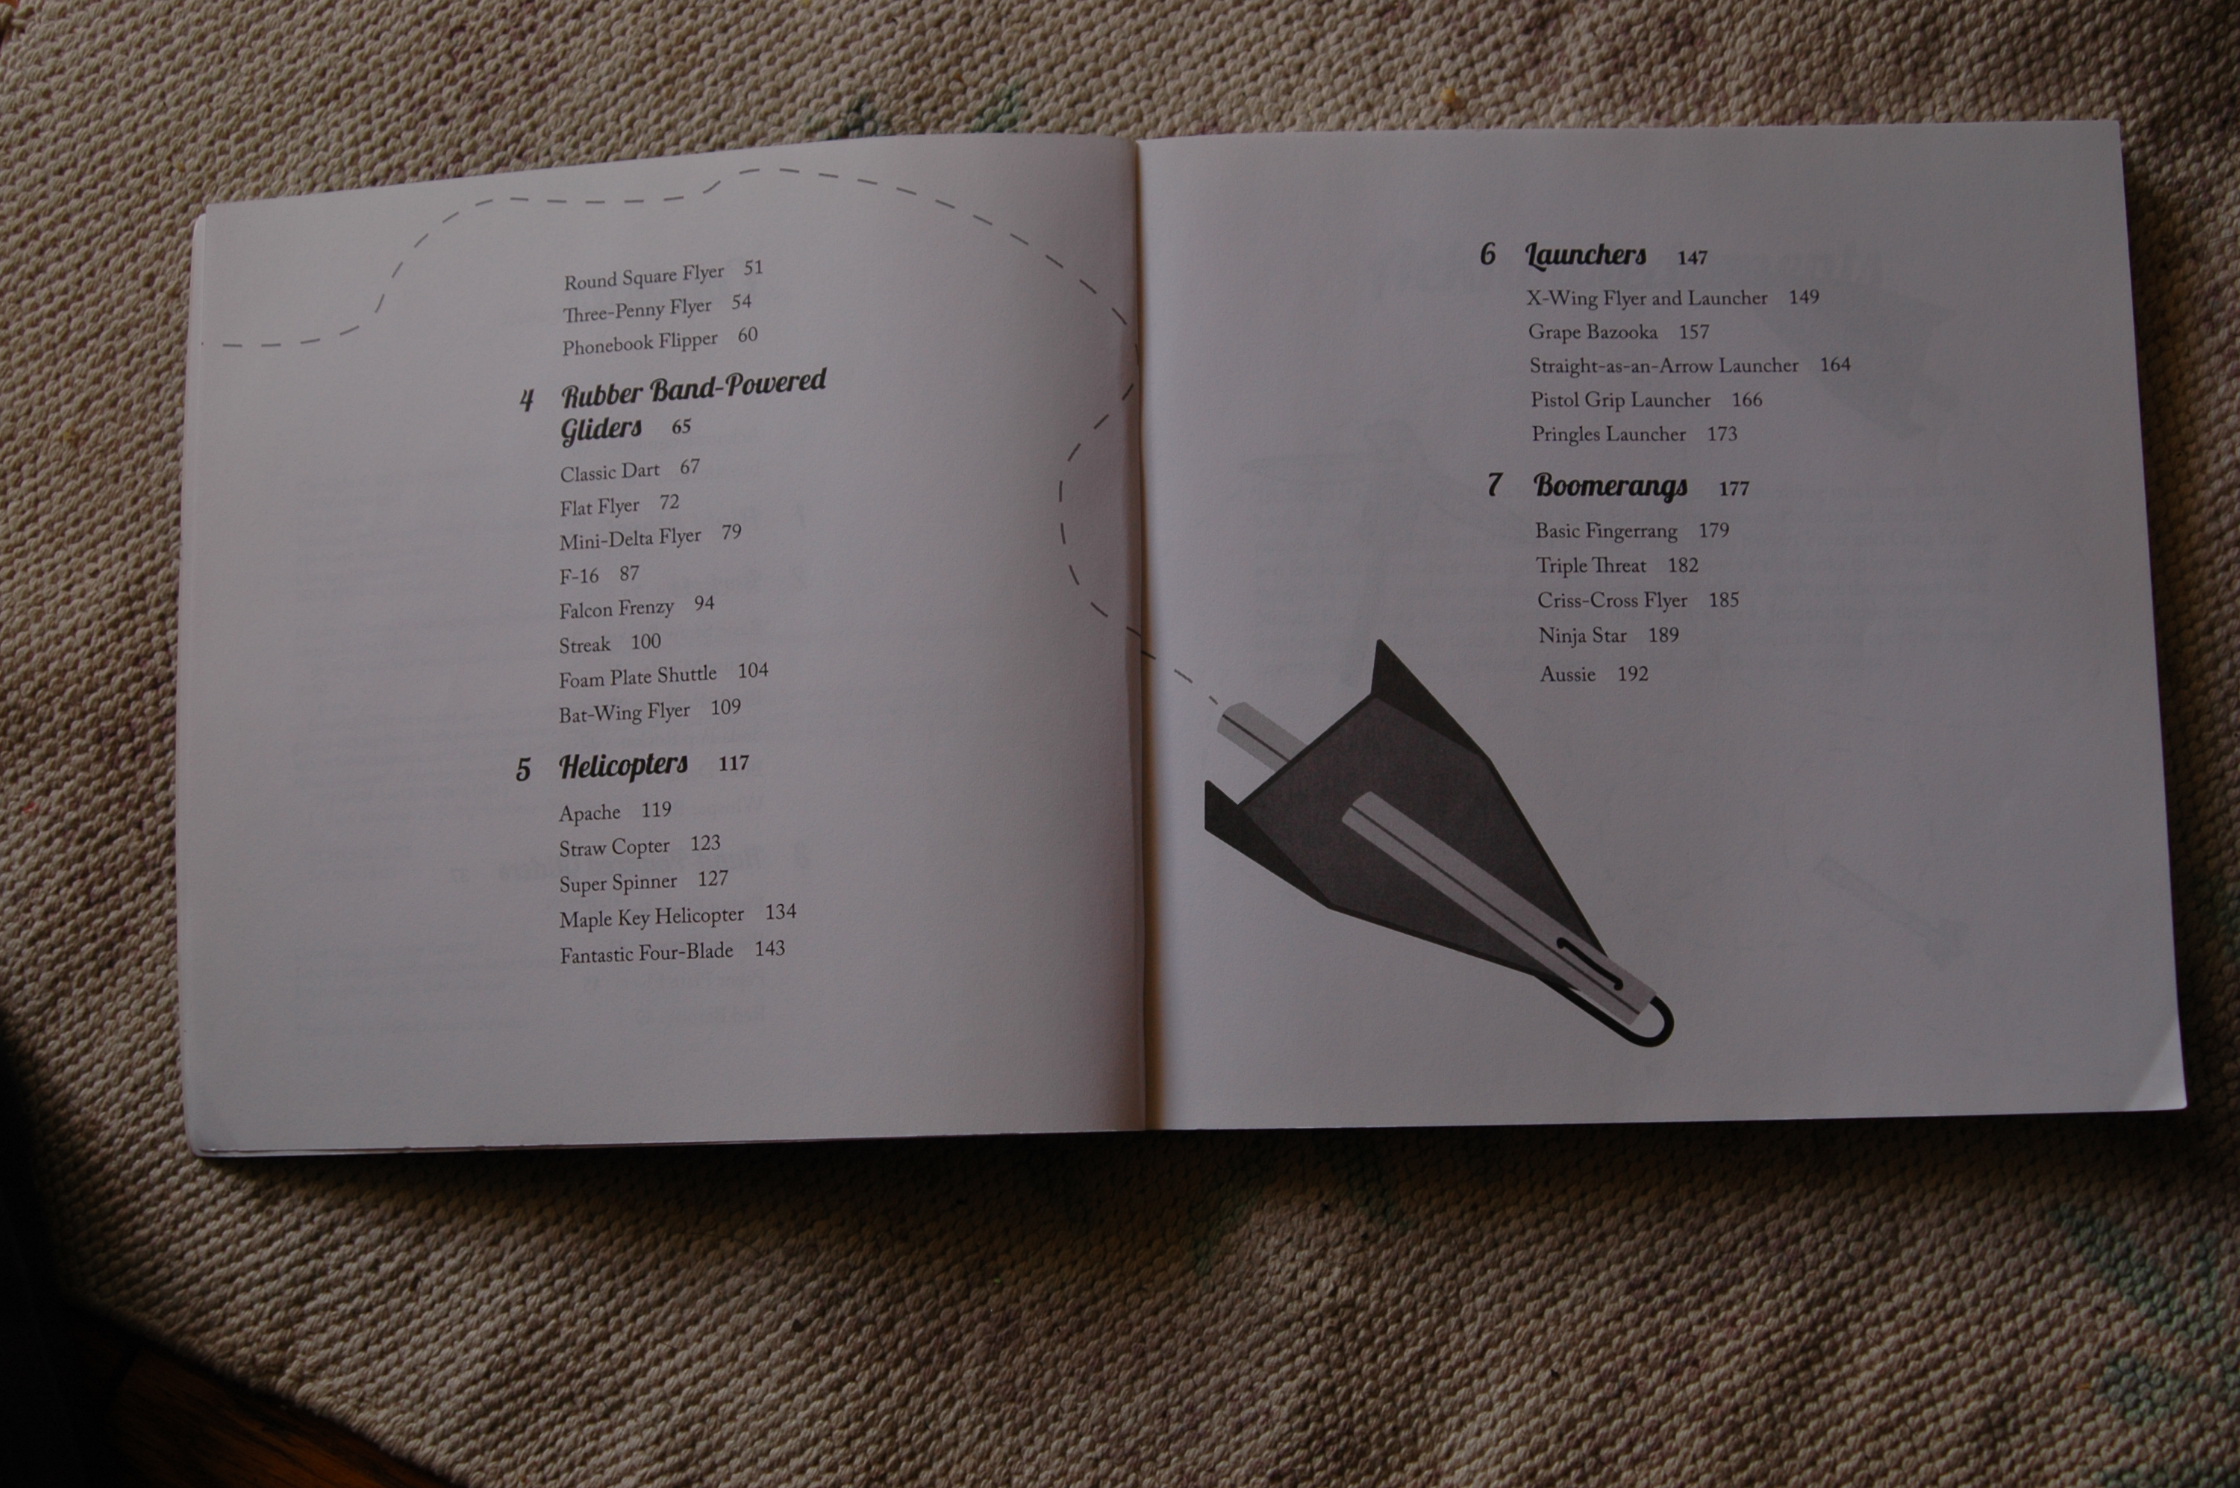 Round Square Flyer 51
Three-Penny Flyer 54
Phonebook Flipper 60
4 Rubber Band-Powered
Gliders 65
Classic Dart 67
Flat Flyer 72
Mini-Delta Flyer 79
F-16 87
Falcon Frenzy 94
Streak 100
Foam Plate Shuttle 104
Bat-Wing Flyer 109
5 Helicopters 117
Apache 119
Straw Copter 123
Super Spinner 127
Maple Key Helicopter 134
Fantastic Four-Blade 143
6 Launchers 147
X-Wing Flyer and Launcher 149
Grape Bazooka 157
Straight-as-an-Arrow Launcher 164
Pistol Grip Launcher 166
Pringles Launcher 173
7 Boomerangs 177
Basic Fingerrang 179
Triple Threat 182
Criss-Cross Flyer 185
Ninja Star 189
Aussie 192